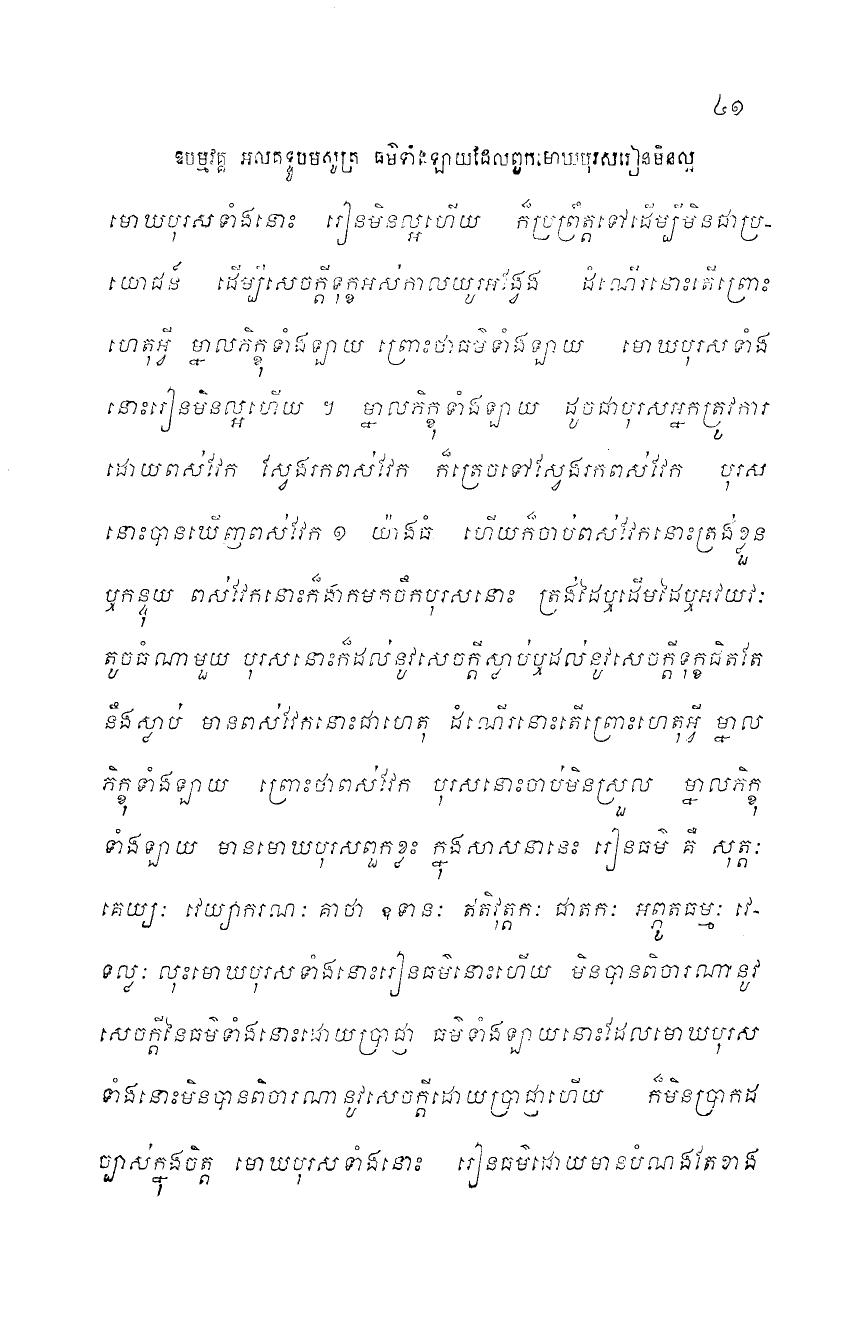 ៤១
ឧបម្មវគ្គ អលគទ្ទូបមសូត្រ ធម៌ទាំងឡាយដែលពួកមោឃបុរសរៀនមិនល្អ
មោឃបុរសទាំងនោះ រៀនមិនល្អហើយ ក៏ប្រព្រឹត្តទៅដើម្បីមិនជាប្រ-
យោជន៍ ដើម្បីសេចក្តីទុក្ខអស់កាលយូរអង្វែង ដំណើរនោះតើព្រោះ
ហេតុអ្វី ម្នាលភិក្ខុទាំងឡាយ ព្រោះថាធម៌ទាំងឡាយ មោឃបុរសទាំង
នោះរៀនមិនល្អហើយ ។ ម្នាលភិក្ខុទាំងឡាយ ដូចជាបុរសអ្នកត្រូវការ
ដោយពស់វែក ស្វែងរកពស់វែក ក៏ត្រេចទៅស្វែងរកពស់វែក បុរស
នោះបានឃើញពស់វែក ១ យ៉ាងធំ ហើយក៏ចាប់ពស់វែកនោះត្រង់ខ្លួន
ឬកន្ទុយ ពស់វែកនោះក៏ងាកមកចឹកបុរសនោះ ត្រង់ដៃឬដើមដៃឬអវយវៈ
តូចធំណាមួយ បុរសនោះក៏ដល់នូវសេចក្តីស្លាប់ឬដល់នូវសេចក្តីទុក្ខជិតតែ
នឹងស្លាប់ មានពស់វែកនោះជាហេតុ ដំណើរនោះតើព្រោះហេតុអ្វី ម្នាល
ភិក្ខុទាំងឡាយ ព្រោះថាពស់វែក បុរសនោះចាប់មិនស្រួល ម្នាលភិក្ខុ
ទាំងឡាយ មានមោឃបុរសពួកខ្លះ ក្នុងសាសនានេះ រៀនធម៌ គឺ សុត្តៈ
គេយ្យៈ វេយ្យាករណៈ គាថា ឧទានៈ ឥតិវុត្តកៈ ជាតកៈ អព្ភូតធម្មៈ វេ-
ទល្លៈ លុះមោឃបុរសទាំងនោះរៀនធម៌នោះហើយ មិនបានពិចារណានូវ
សេចក្តីនៃធម៌ទាំងនោះដោយប្រាជ្ញា ធម៌ទាំងឡាយនោះដែលមោឃបុរស
ទាំងនោះមិនបានពិចារណានូវសេចក្តីដោយប្រាជ្ញាហើយ ក៏មិនប្រាកដ
ច្បាស់ក្នុងចិត្ត មោឃបុរសទាំងនោះ រៀនធម៌ដោយមានបំណងតែខាង